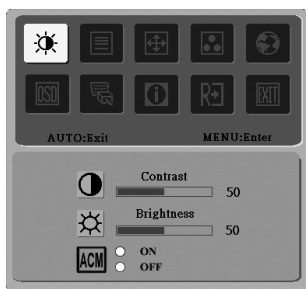 OSD
i
R
EXIT
AUTO:Exit MENU:Enter
Contrast
50
Brightness
50
ACM ON
OFF